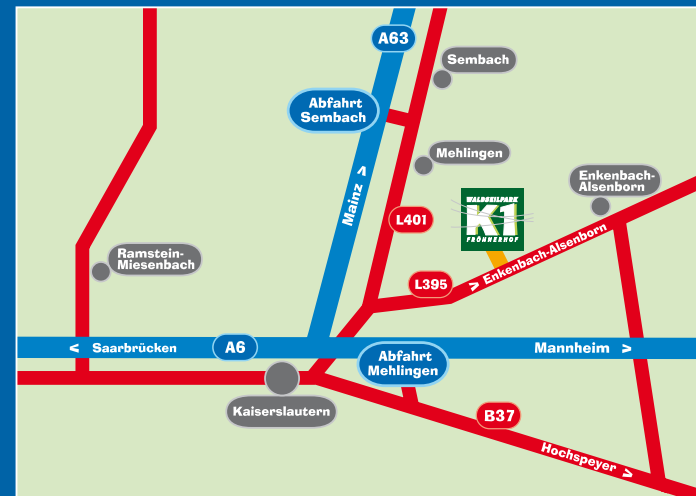 A63
Sembach
Abfahrt
Sembach
Mehlingen
Mainz >
Enkenbach-
Alsenborn
WALDSEILPARK
K1
FRÖHNERHOF
L401
Ramstein-
Miesenbach
L395
> Enkenbach-Alsenborn
< Saarbrücken
A6
Abfahrt
Mehlingen
Mannheim >
Kaiserslautern
B37
Hochspeyer >